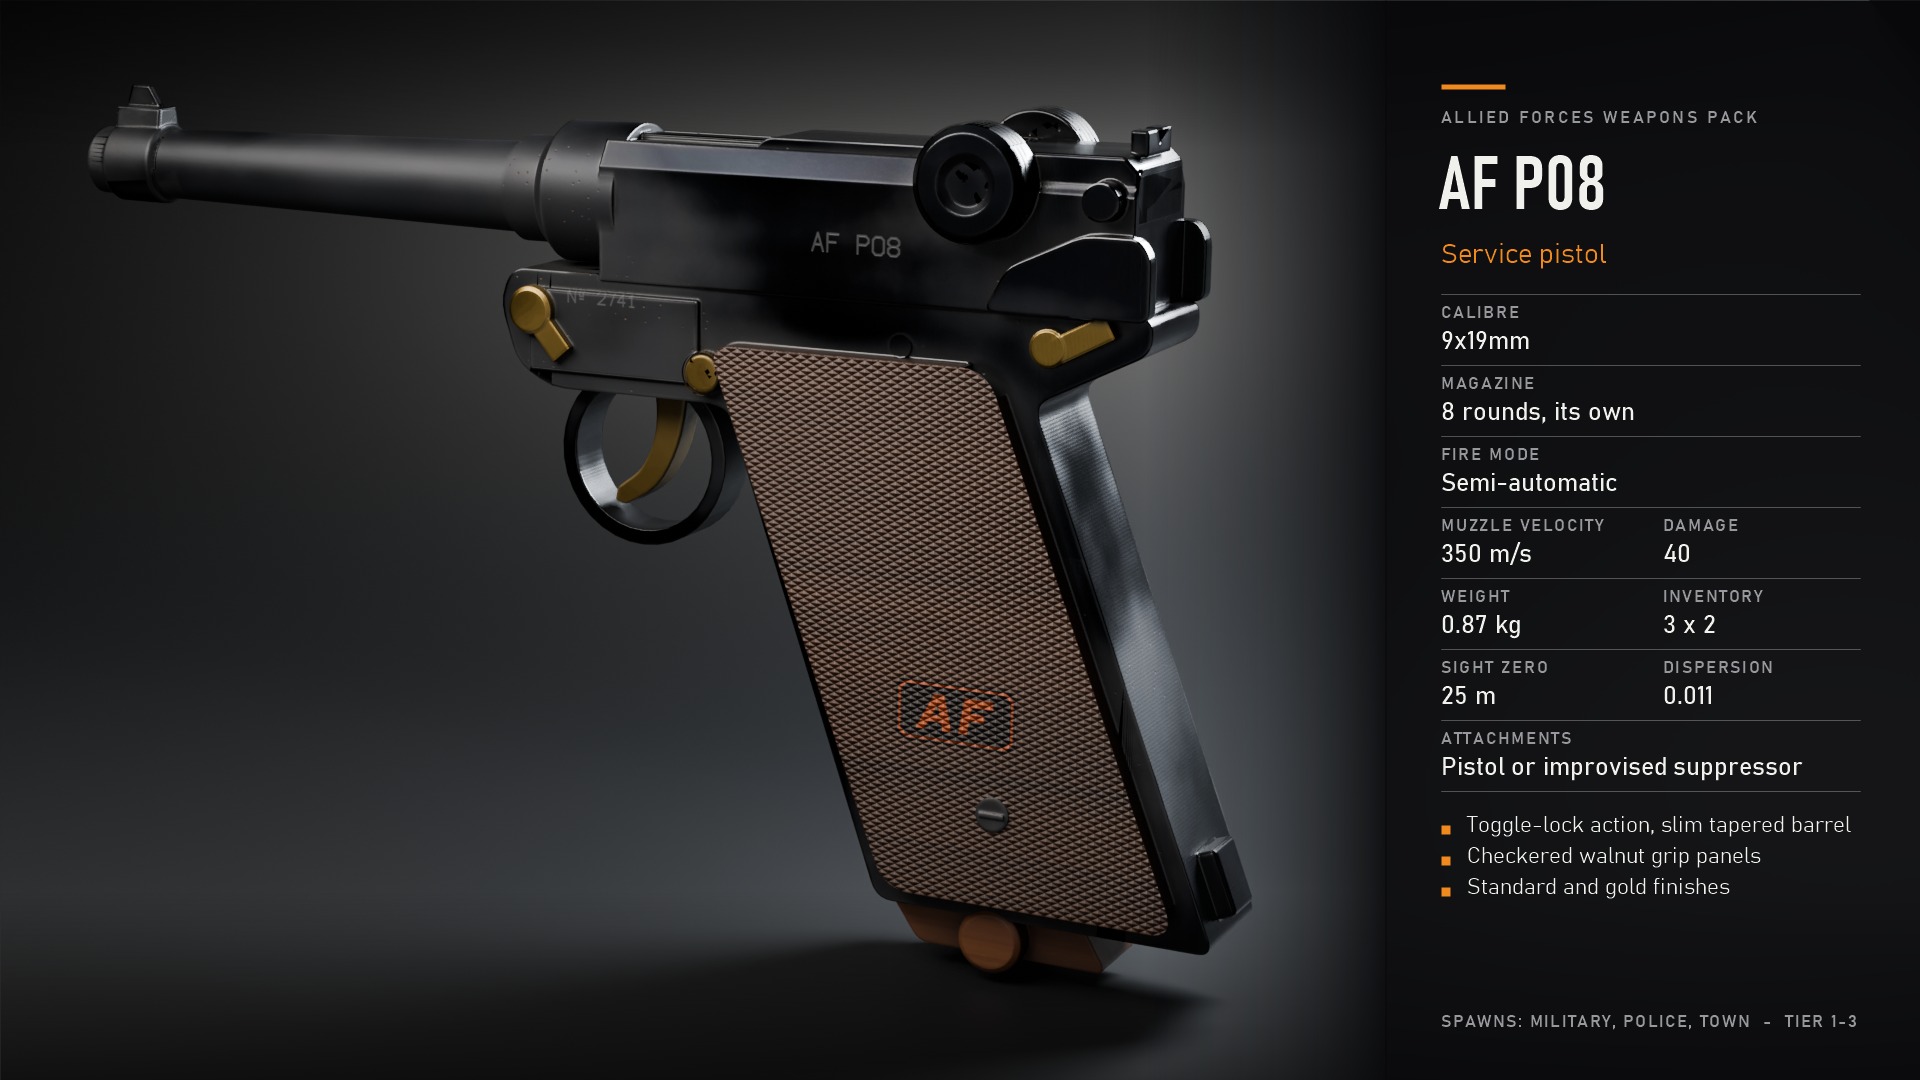 ALLIED FORCES WEAPONS PACK
AF P08
Service pistol
CALIBRE
9x19mm
MAGAZINE
8 rounds, its own
FIRE MODE
Semi-automatic
MUZZLE VELOCITY DAMAGE
350 m/s 40
WEIGHT INVENTORY
0.87 kg 3 x 2
SIGHT ZERO DISPERSION
25 m 0.011
ATTACHMENTS
Pistol or improvised suppressor
Toggle-lock action, slim tapered barrel
Checkered walnut grip panels
Standard and gold finishes
SPAWNS: MILITARY, POLICE, TOWN - TIER 1-3
AF P08
Nº 2741
AF